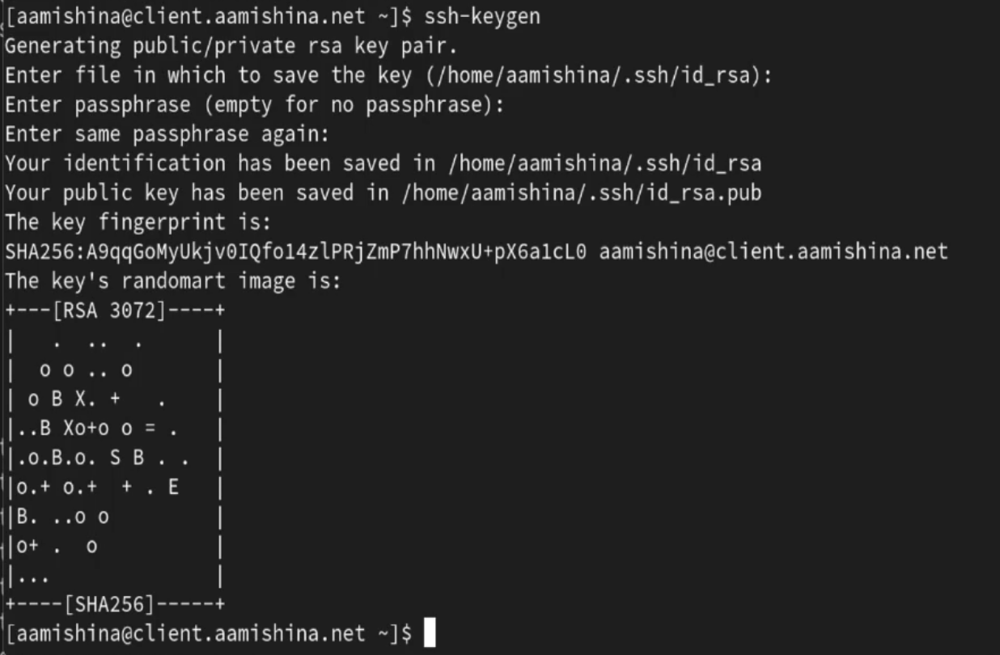 [aamishina@client.aamishina.net ~]$ ssh-keygen
Generating public/private rsa key pair.
Enter file in which to save the key (/home/aamishina/.ssh/id_rsa):
Enter passphrase (empty for no passphrase):
Enter same passphrase again:
Your identification has been saved in /home/aamishina/.ssh/id_rsa
Your public key has been saved in /home/aamishina/.ssh/id_rsa.pub
The key fingerprint is:
SHA256:A9qqGoMyUkjv0IQfo14zlPRjZmP7hhNwxU+pX6a1cL0 aamishina@client.aamishina.net
The key's randomart image is:
+---[RSA 3072]----+
|   .  ..  .      |
|  o o .. o       |
| o B X. +   .    |
|..B Xo+o o = .   |
|.o.B.o. S B . .  |
|o.+ o.+  + . E   |
|B. ..o o         |
|o+ .  o          |
|...              |
+----[SHA256]-----+
[aamishina@client.aamishina.net ~]$